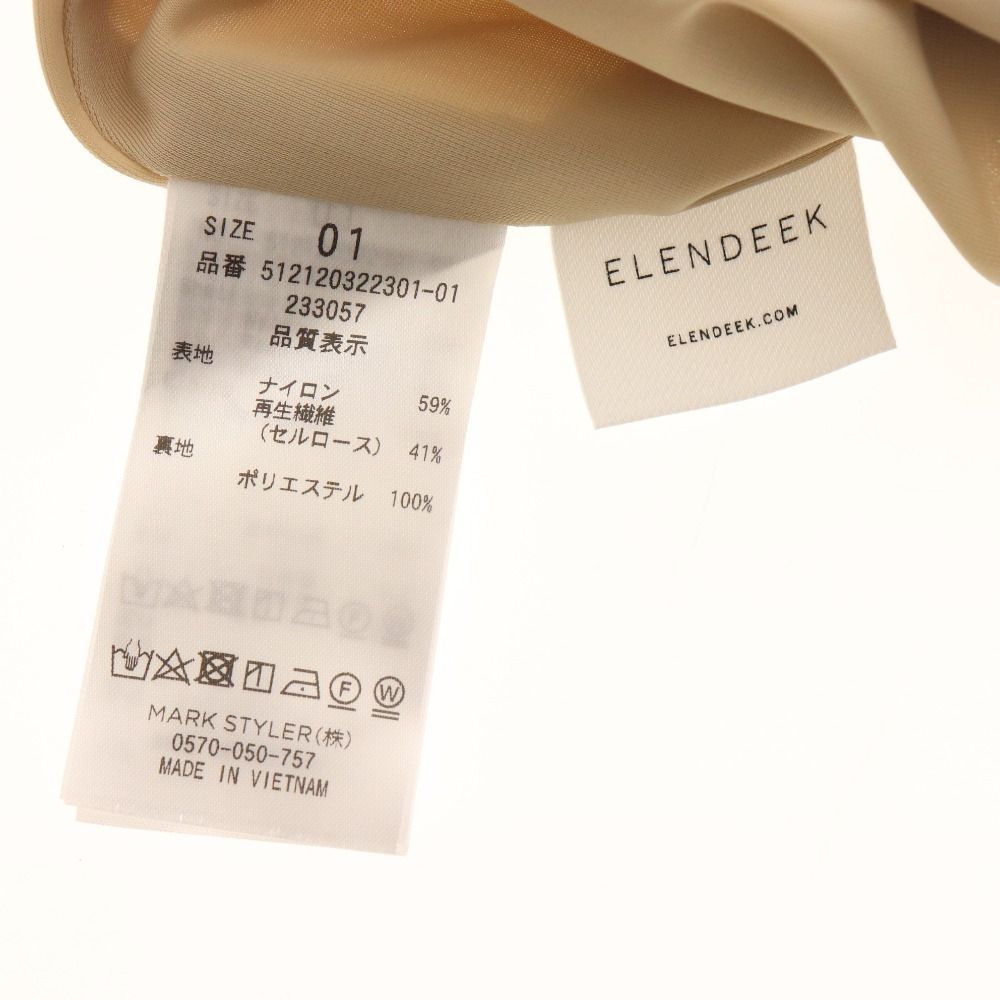 SIZE 01
品番 512120322301-01
233057
品質表示
表地
ナイロン 59%
再生繊維
(セルロース) 41%
裏地
ポリエステル 100%
F W
MARK STYLER(株)
0570-050-757
MADE IN VIETNAM
ELENDEEK
ELENDEEK.COM